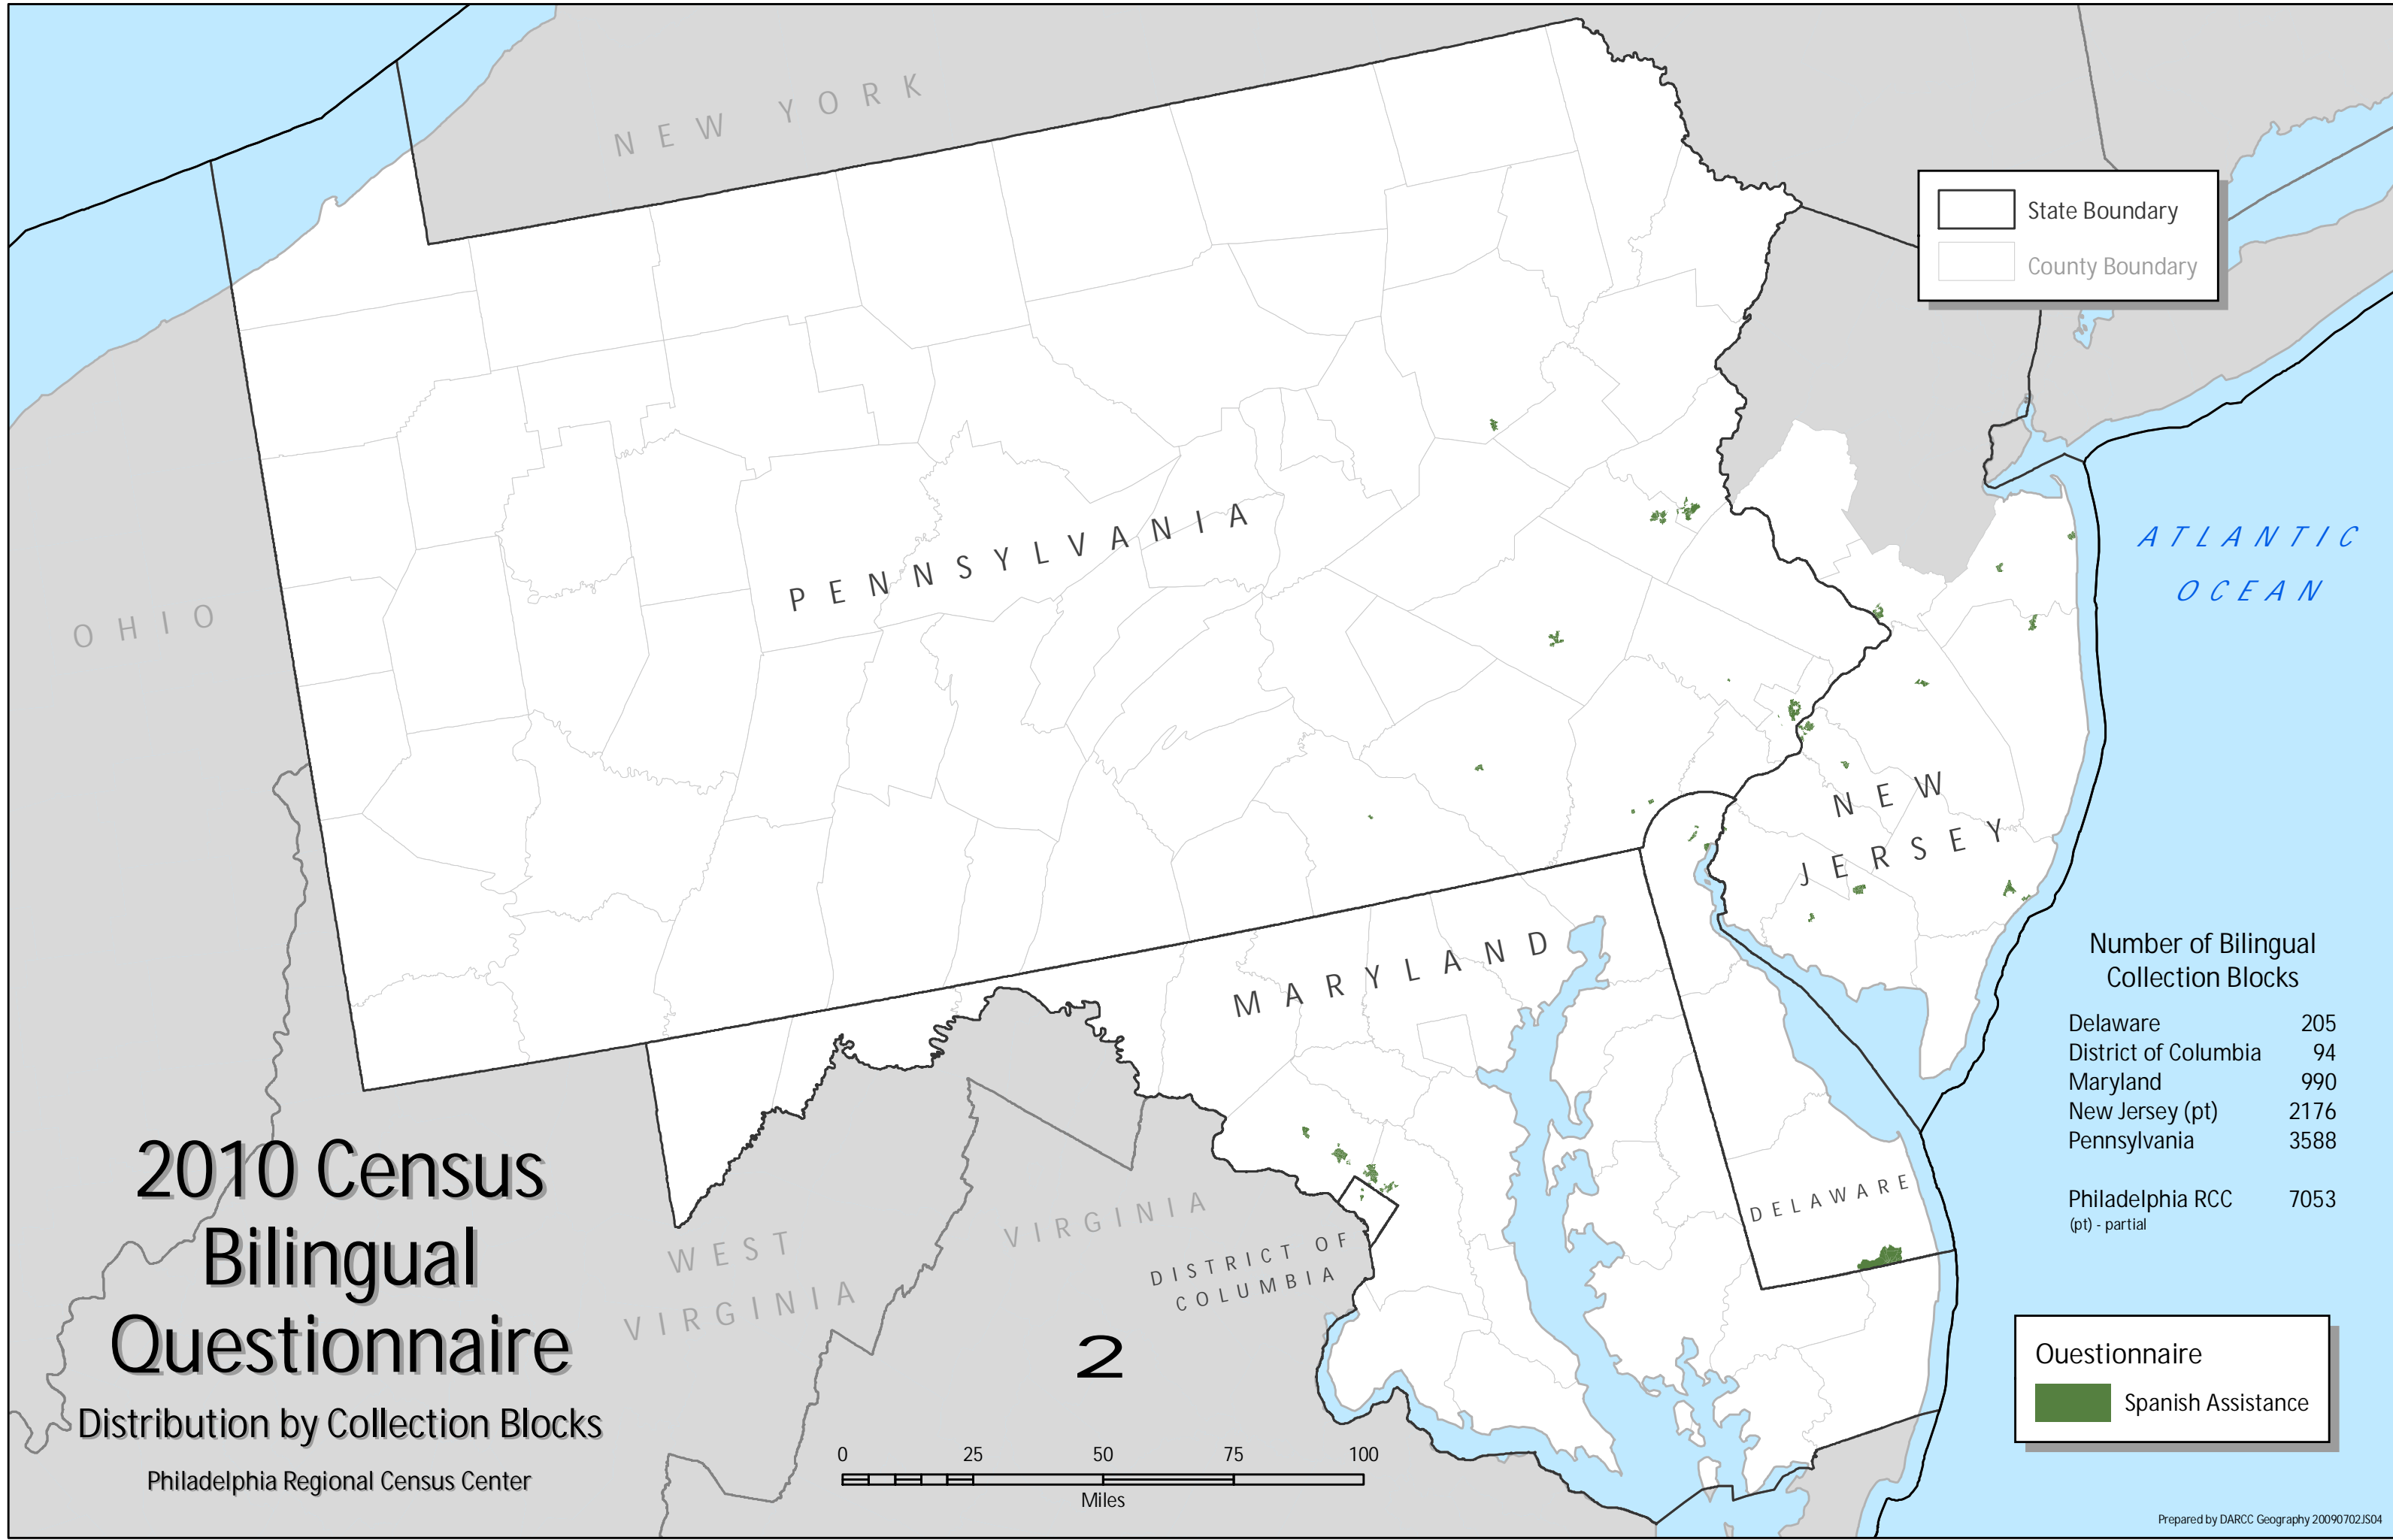 NEW YORK
State Boundary
County Boundary
PENNSYLVANIA
OHIO
ATLANTIC
OCEAN
NEW
JERSEY
MARYLAND
Number of Bilingual
Collection Blocks
Delaware 205
District of Columbia 94
Maryland 990
New Jersey (pt) 2176
Pennsylvania 3588
Philadelphia RCC 7053
(pt) - partial
DELAWARE
WEST
VIRGINIA
VIRGINIA
DISTRICT OF
COLUMBIA
2
2010 Census
Bilingual
Questionnaire
Distribution by Collection Blocks
Philadelphia Regional Census Center
0 25 50 75 100
Miles
Questionnaire
Spanish Assistance
Prepared by DARCC Geography 20090702JS04